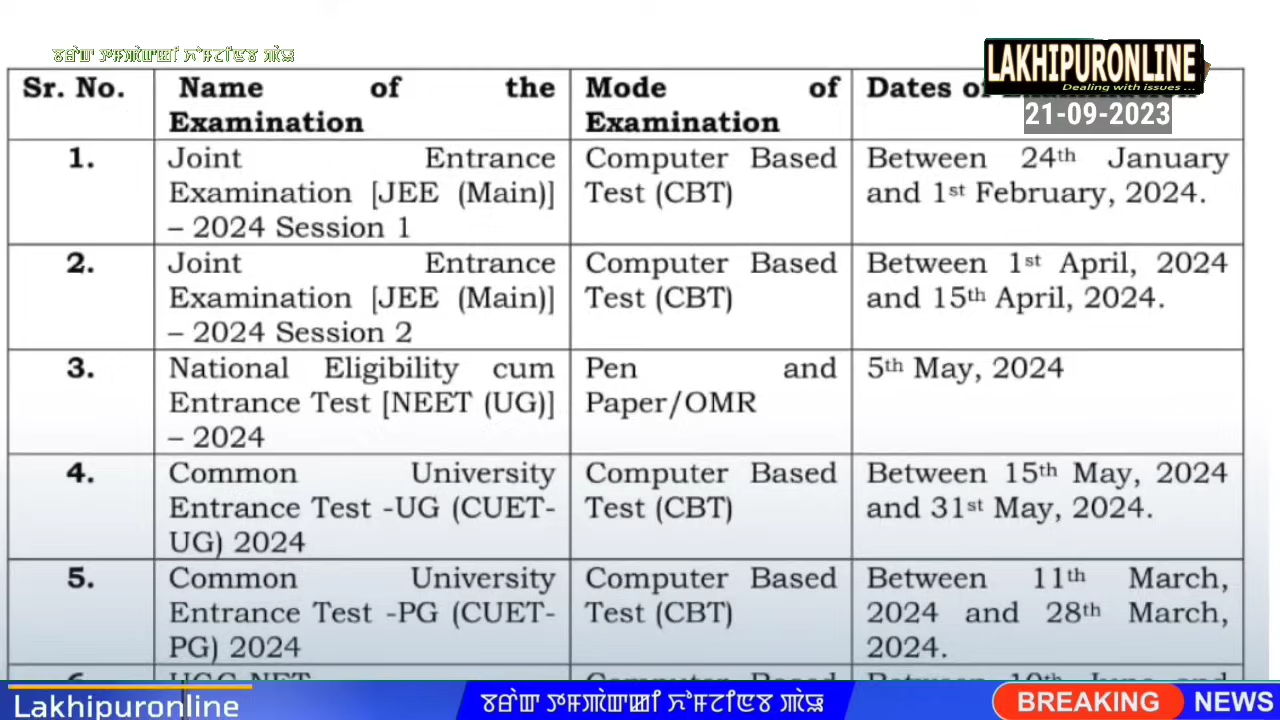 LAKHIPURONLINE
Dealing with issues ...
21-09-2023
Sr. No. Name of the Examination Mode of Examination Dates of
1. Joint Entrance Computer Based Between 24th January
Examination [JEE (Main)] Test (CBT) and 1st February, 2024.
– 2024 Session 1
2. Joint Entrance Computer Based Between 1st April, 2024
Examination [JEE (Main)] Test (CBT) and 15th April, 2024.
– 2024 Session 2
3. National Eligibility cum Pen and 5th May, 2024
Entrance Test [NEET (UG)] Paper/OMR
– 2024
4. Common University Computer Based Between 15th May, 2024
Entrance Test -UG (CUET- Test (CBT) and 31st May, 2024.
UG) 2024
5. Common University Computer Based Between 11th March,
Entrance Test -PG (CUET- Test (CBT) 2024 and 28th March,
PG) 2024 2024.
Lakhipuronline
BREAKING NEWS